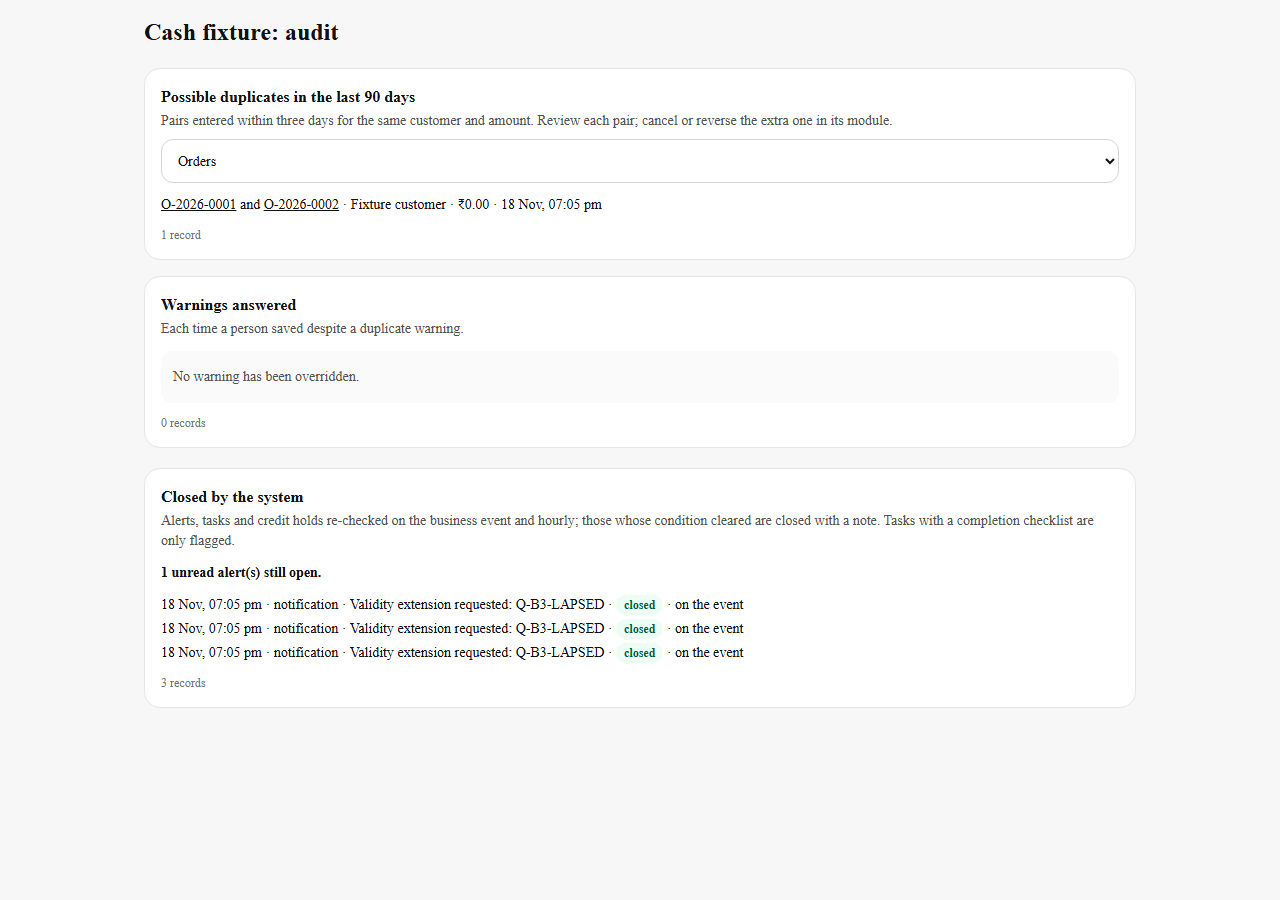 Cash fixture: audit
Possible duplicates in the last 90 days
Pairs entered within three days for the same customer and amount. Review each pair; cancel or reverse the extra one in its module.
Orders
O-2026-0001 and O-2026-0002 · Fixture customer · ₹0.00 · 18 Nov, 07:05 pm
1 record
Warnings answered
Each time a person saved despite a duplicate warning.
No warning has been overridden.
0 records
Closed by the system
Alerts, tasks and credit holds re-checked on the business event and hourly; those whose condition cleared are closed with a note. Tasks with a completion checklist are
only flagged.
1 unread alert(s) still open.
18 Nov, 07:05 pm · notification · Validity extension requested: Q-B3-LAPSED · closed · on the event
18 Nov, 07:05 pm · notification · Validity extension requested: Q-B3-LAPSED · closed · on the event
18 Nov, 07:05 pm · notification · Validity extension requested: Q-B3-LAPSED · closed · on the event
3 records